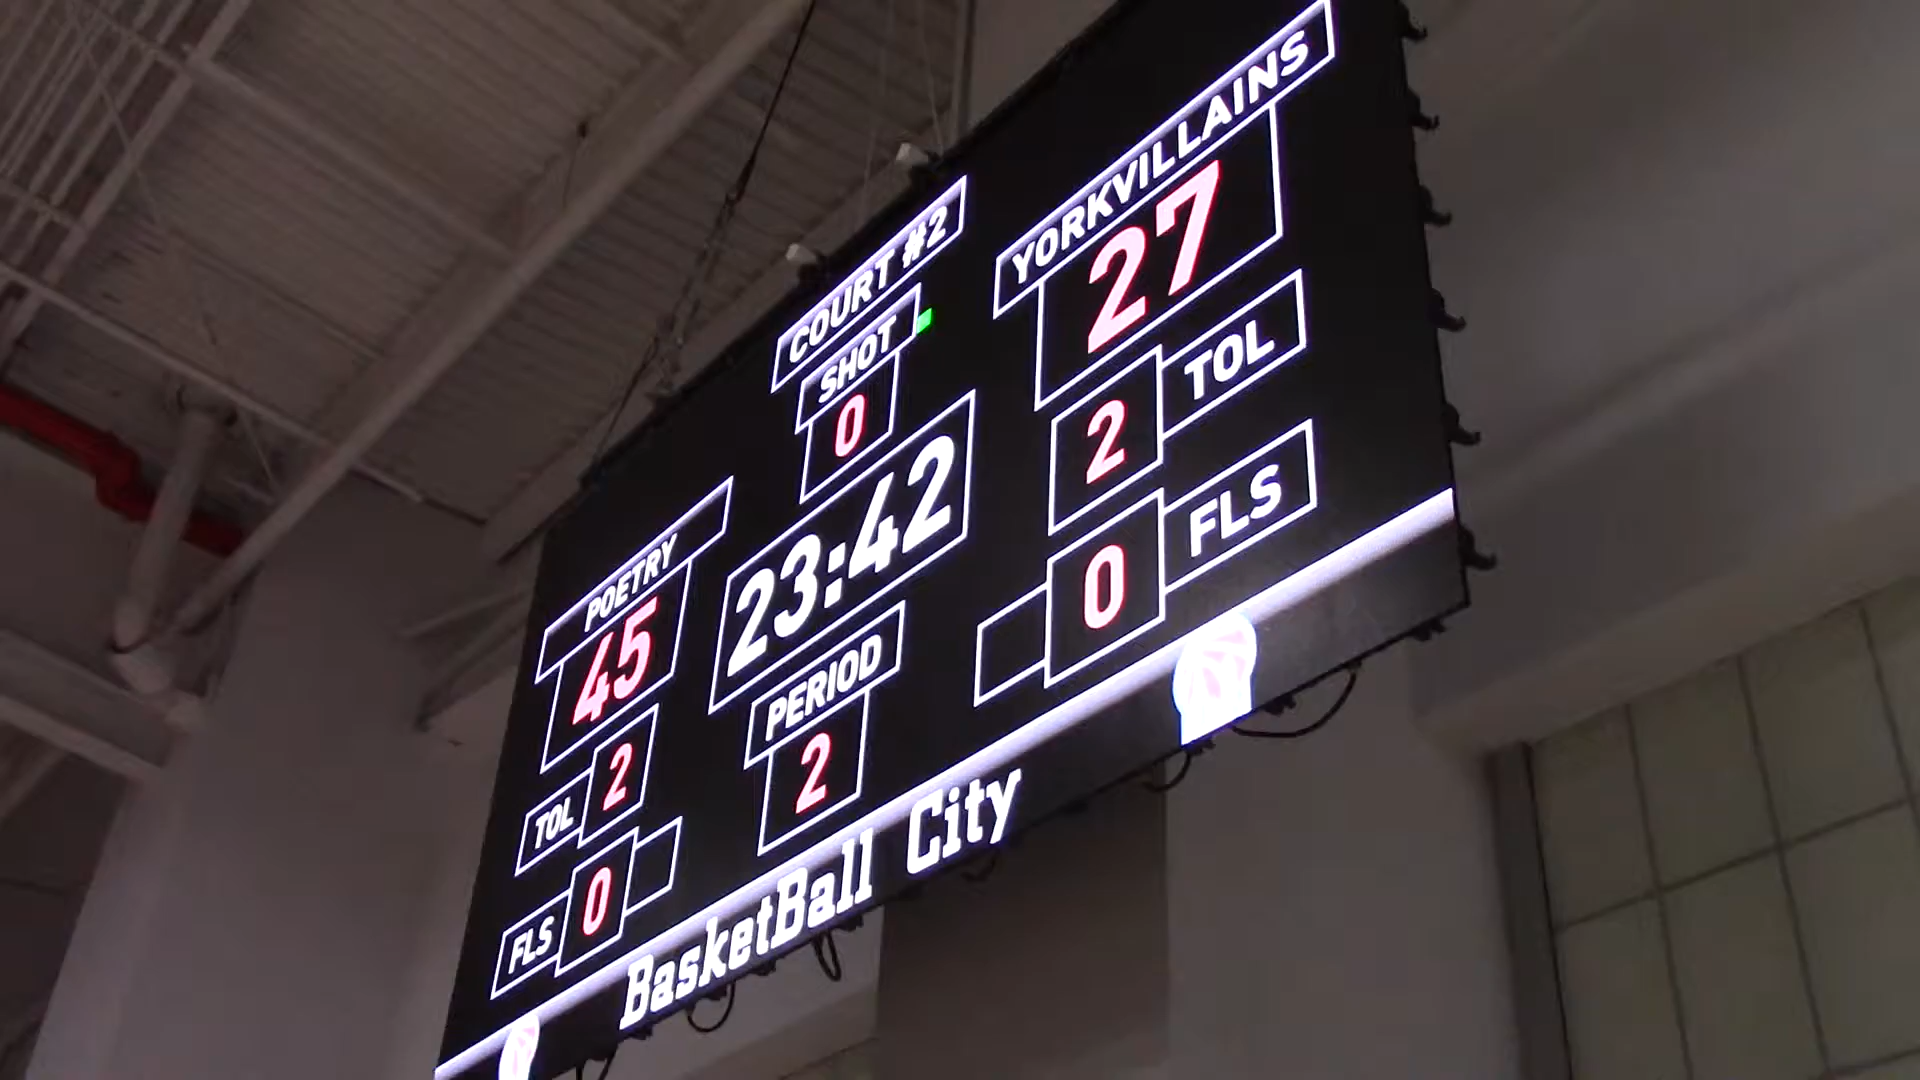 COURT #2
SHOT
0
POETRY
45
YORKVILLAINS
27
23:42
TOL
2
2
TOL
PERIOD
2
FLS
0
0
FLS
BasketBall City